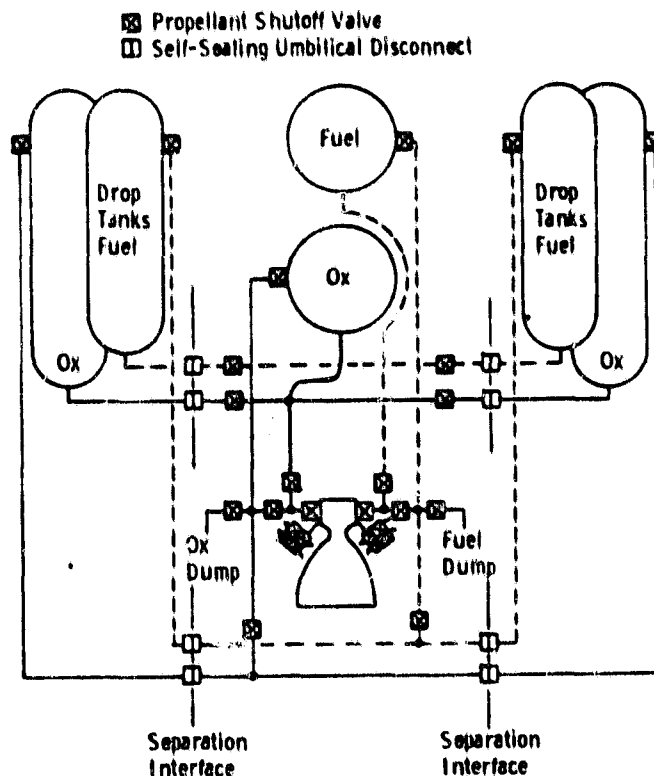 Propellant Shutoff Valve
Self-Sealing Umbilical Disconnect
Drop
Tanks
Fuel
Ox
Fuel
Ox
Drop
Tanks
Fuel
Ox
Ox
Dump
Fuel
Dump
Separation
Interface
Separation
Interface